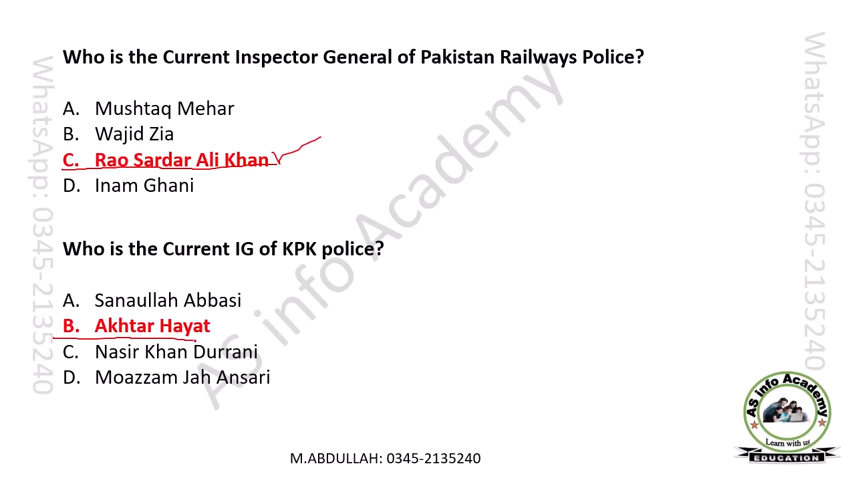 Who is the Current Inspector General of Pakistan Railways Police?
A. Mushtaq Mehar
B. Wajid Zia
C. Rao Sardar Ali Khan
D. Inam Ghani
Who is the Current IG of KPK police?
A. Sanaullah Abbasi
B. Akhtar Hayat
C. Nasir Khan Durrani
D. Moazzam Jah Ansari
M.ABDULLAH: 0345-2135240
WhatsApp: 0345-2135240
AS info Academy
WhatsApp: 0345-2135240
AS info Academy
Learn with us
EDUCATION